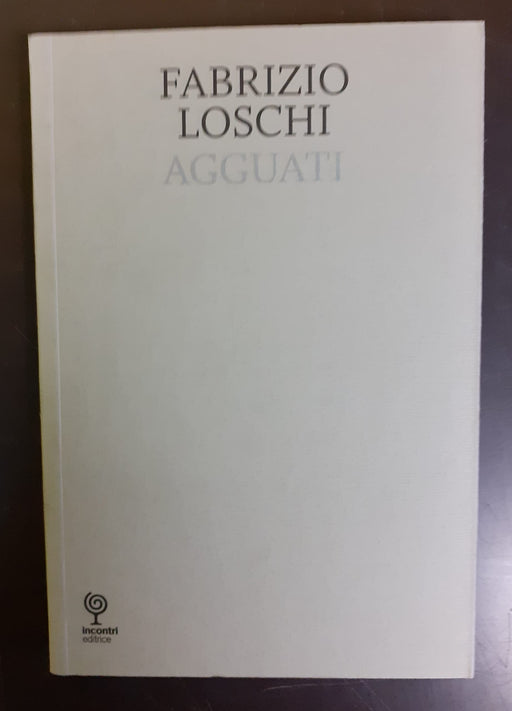 FABRIZIO
LOSCHI
AGGUATI
incontri
editrice